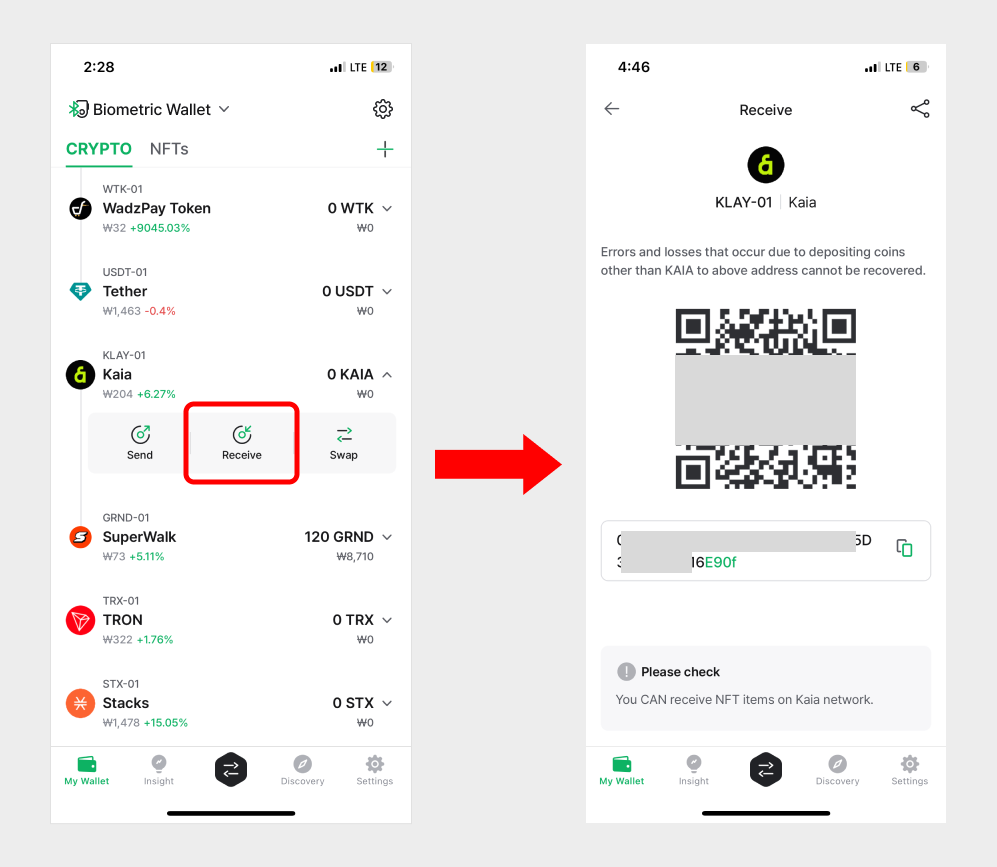 2:28
LTE 12
Biometric Wallet
CRYPTO NFTs
WTK-01
WadzPay Token 0 WTK
₩32 +9045.03% ₩0
USDT-01
Tether 0 USDT
₩1,463 -0.4% ₩0
KLAY-01
Kaia 0 KAIA
₩204 +6.27% ₩0
Send Receive Swap
GRND-01
SuperWalk 120 GRND
₩73 +5.11% ₩8,710
TRX-01
TRON 0 TRX
₩322 +1.76% ₩0
STX-01
Stacks 0 STX
₩1,478 +15.05% ₩0
My Wallet Insight Discovery Settings
4:46
LTE 6
Receive
KLAY-01 Kaia
Errors and losses that occur due to depositing coins
other than KAIA to above address cannot be recovered.
5D
16E90f
Please check
You CAN receive NFT items on Kaia network.
My Wallet Insight Discovery Settings